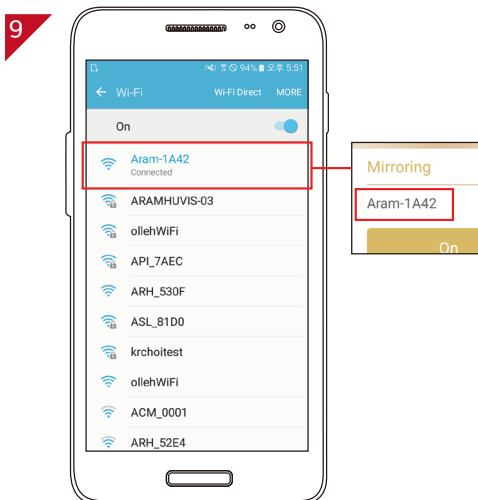 9
94% 오후 5:51
Wi-Fi Wi-Fi Direct MORE
On
Aram-1A42
Connected
ARAMHUVIS-03
ollehWiFi
API_7AEC
ARH_530F
ASL_81D0
krchoitest
ollehWiFi
ACM_0001
ARH_52E4
Mirroring
Aram-1A42
On